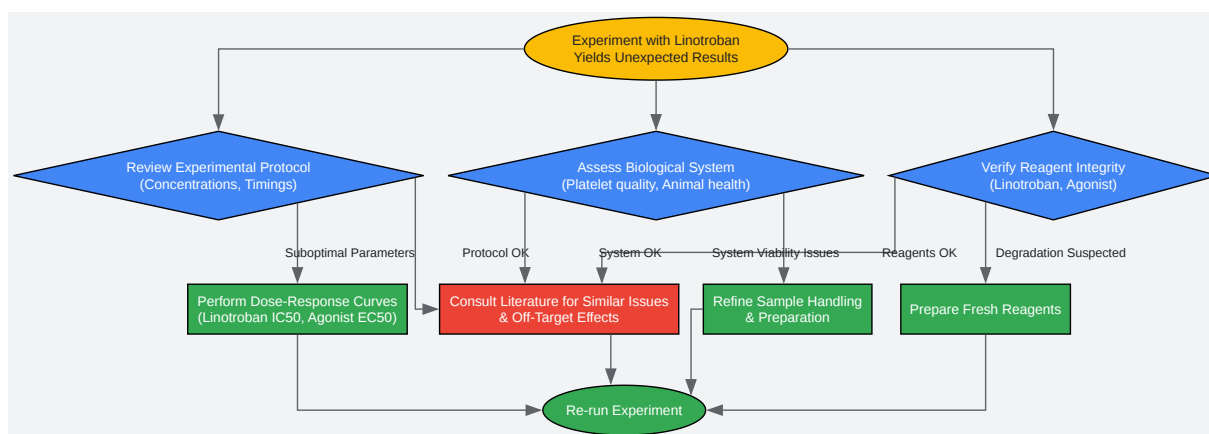 Experiment with Linotroban
Yields Unexpected Results
Review Experimental Protocol
(Concentrations, Timings)
Assess Biological System
(Platelet quality, Animal health)
Verify Reagent Integrity
(Linotroban, Agonist)
Suboptimal Parameters
Protocol OK
System OK
System Viability Issues
Reagents OK
Degradation Suspected
Perform Dose-Response Curves
(Linotroban IC50, Agonist EC50)
Consult Literature for Similar Issues
& Off-Target Effects
Refine Sample Handling
& Preparation
Prepare Fresh Reagents
Re-run Experiment